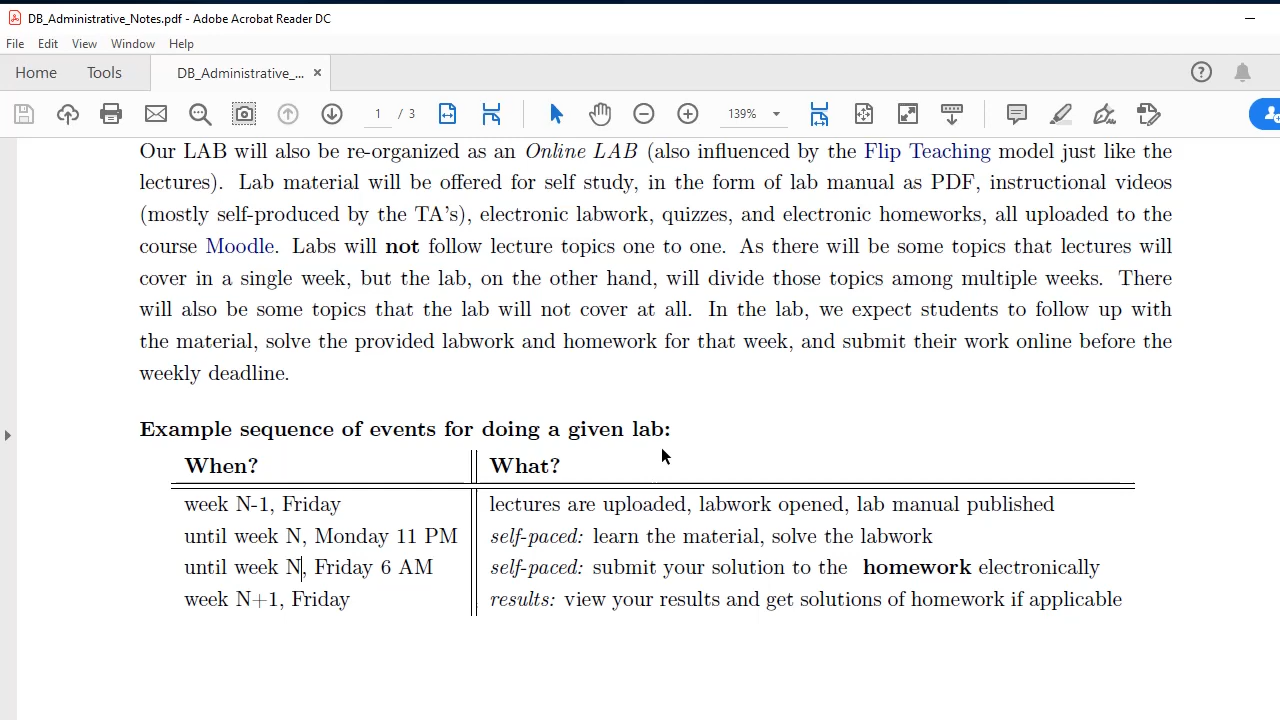 DB_Administrative_Notes.pdf - Adobe Acrobat Reader DC
File Edit View Window Help
Home Tools DB_Administrative_... ×
1 / 3 139%
Our LAB will also be re-organized as an Online LAB (also influenced by the Flip Teaching model just like the
lectures). Lab material will be offered for self study, in the form of lab manual as PDF, instructional videos
(mostly self-produced by the TA's), electronic labwork, quizzes, and electronic homeworks, all uploaded to the
course Moodle. Labs will not follow lecture topics one to one. As there will be some topics that lectures will
cover in a single week, but the lab, on the other hand, will divide those topics among multiple weeks. There
will also be some topics that the lab will not cover at all. In the lab, we expect students to follow up with
the material, solve the provided labwork and homework for that week, and submit their work online before the
weekly deadline.
Example sequence of events for doing a given lab:
When? What?
week N-1, Friday lectures are uploaded, labwork opened, lab manual published
until week N, Monday 11 PM self-paced: learn the material, solve the labwork
until week N, Friday 6 AM self-paced: submit your solution to the homework electronically
week N+1, Friday results: view your results and get solutions of homework if applicable